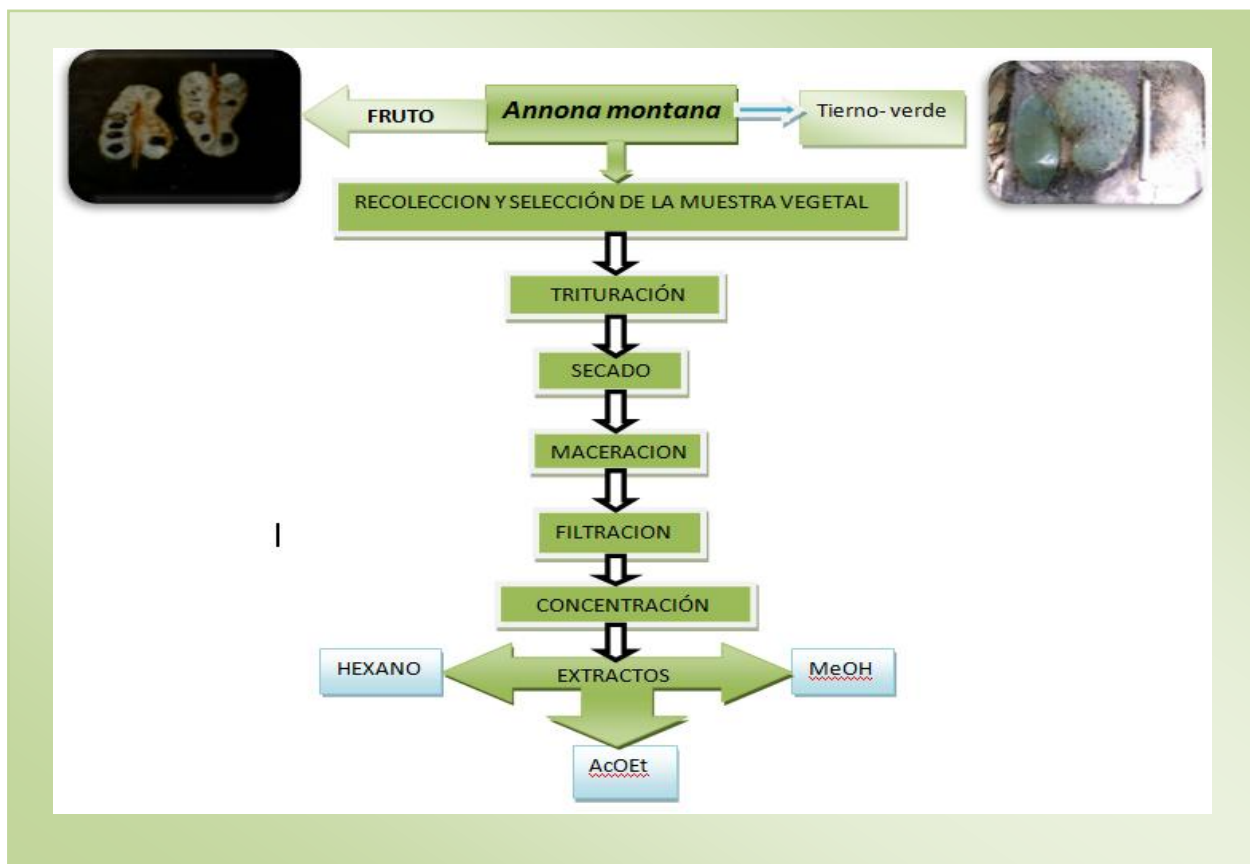 FRUTO
Annona montana
Tierno- verde
RECOLECCION Y SELECCIÓN DE LA MUESTRA VEGETAL
TRITURACIÓN
SECADO
MACERACION
FILTRACION
CONCENTRACIÓN
HEXANO
EXTRACTOS
MeOH
AcOEt